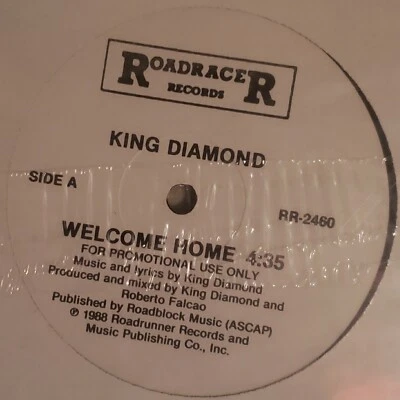 ROADRACER
RECORDS
KING DIAMOND
SIDE A
RR-2460
WELCOME HOME 4:35
FOR PROMOTIONAL USE ONLY
Music and lyrics by King Diamond
Produced and mixed by King Diamond and
Roberto Falcao
Published by Roadblock Music (ASCAP)
℗ 1988 Roadrunner Records and
Music Publishing Co., Inc.